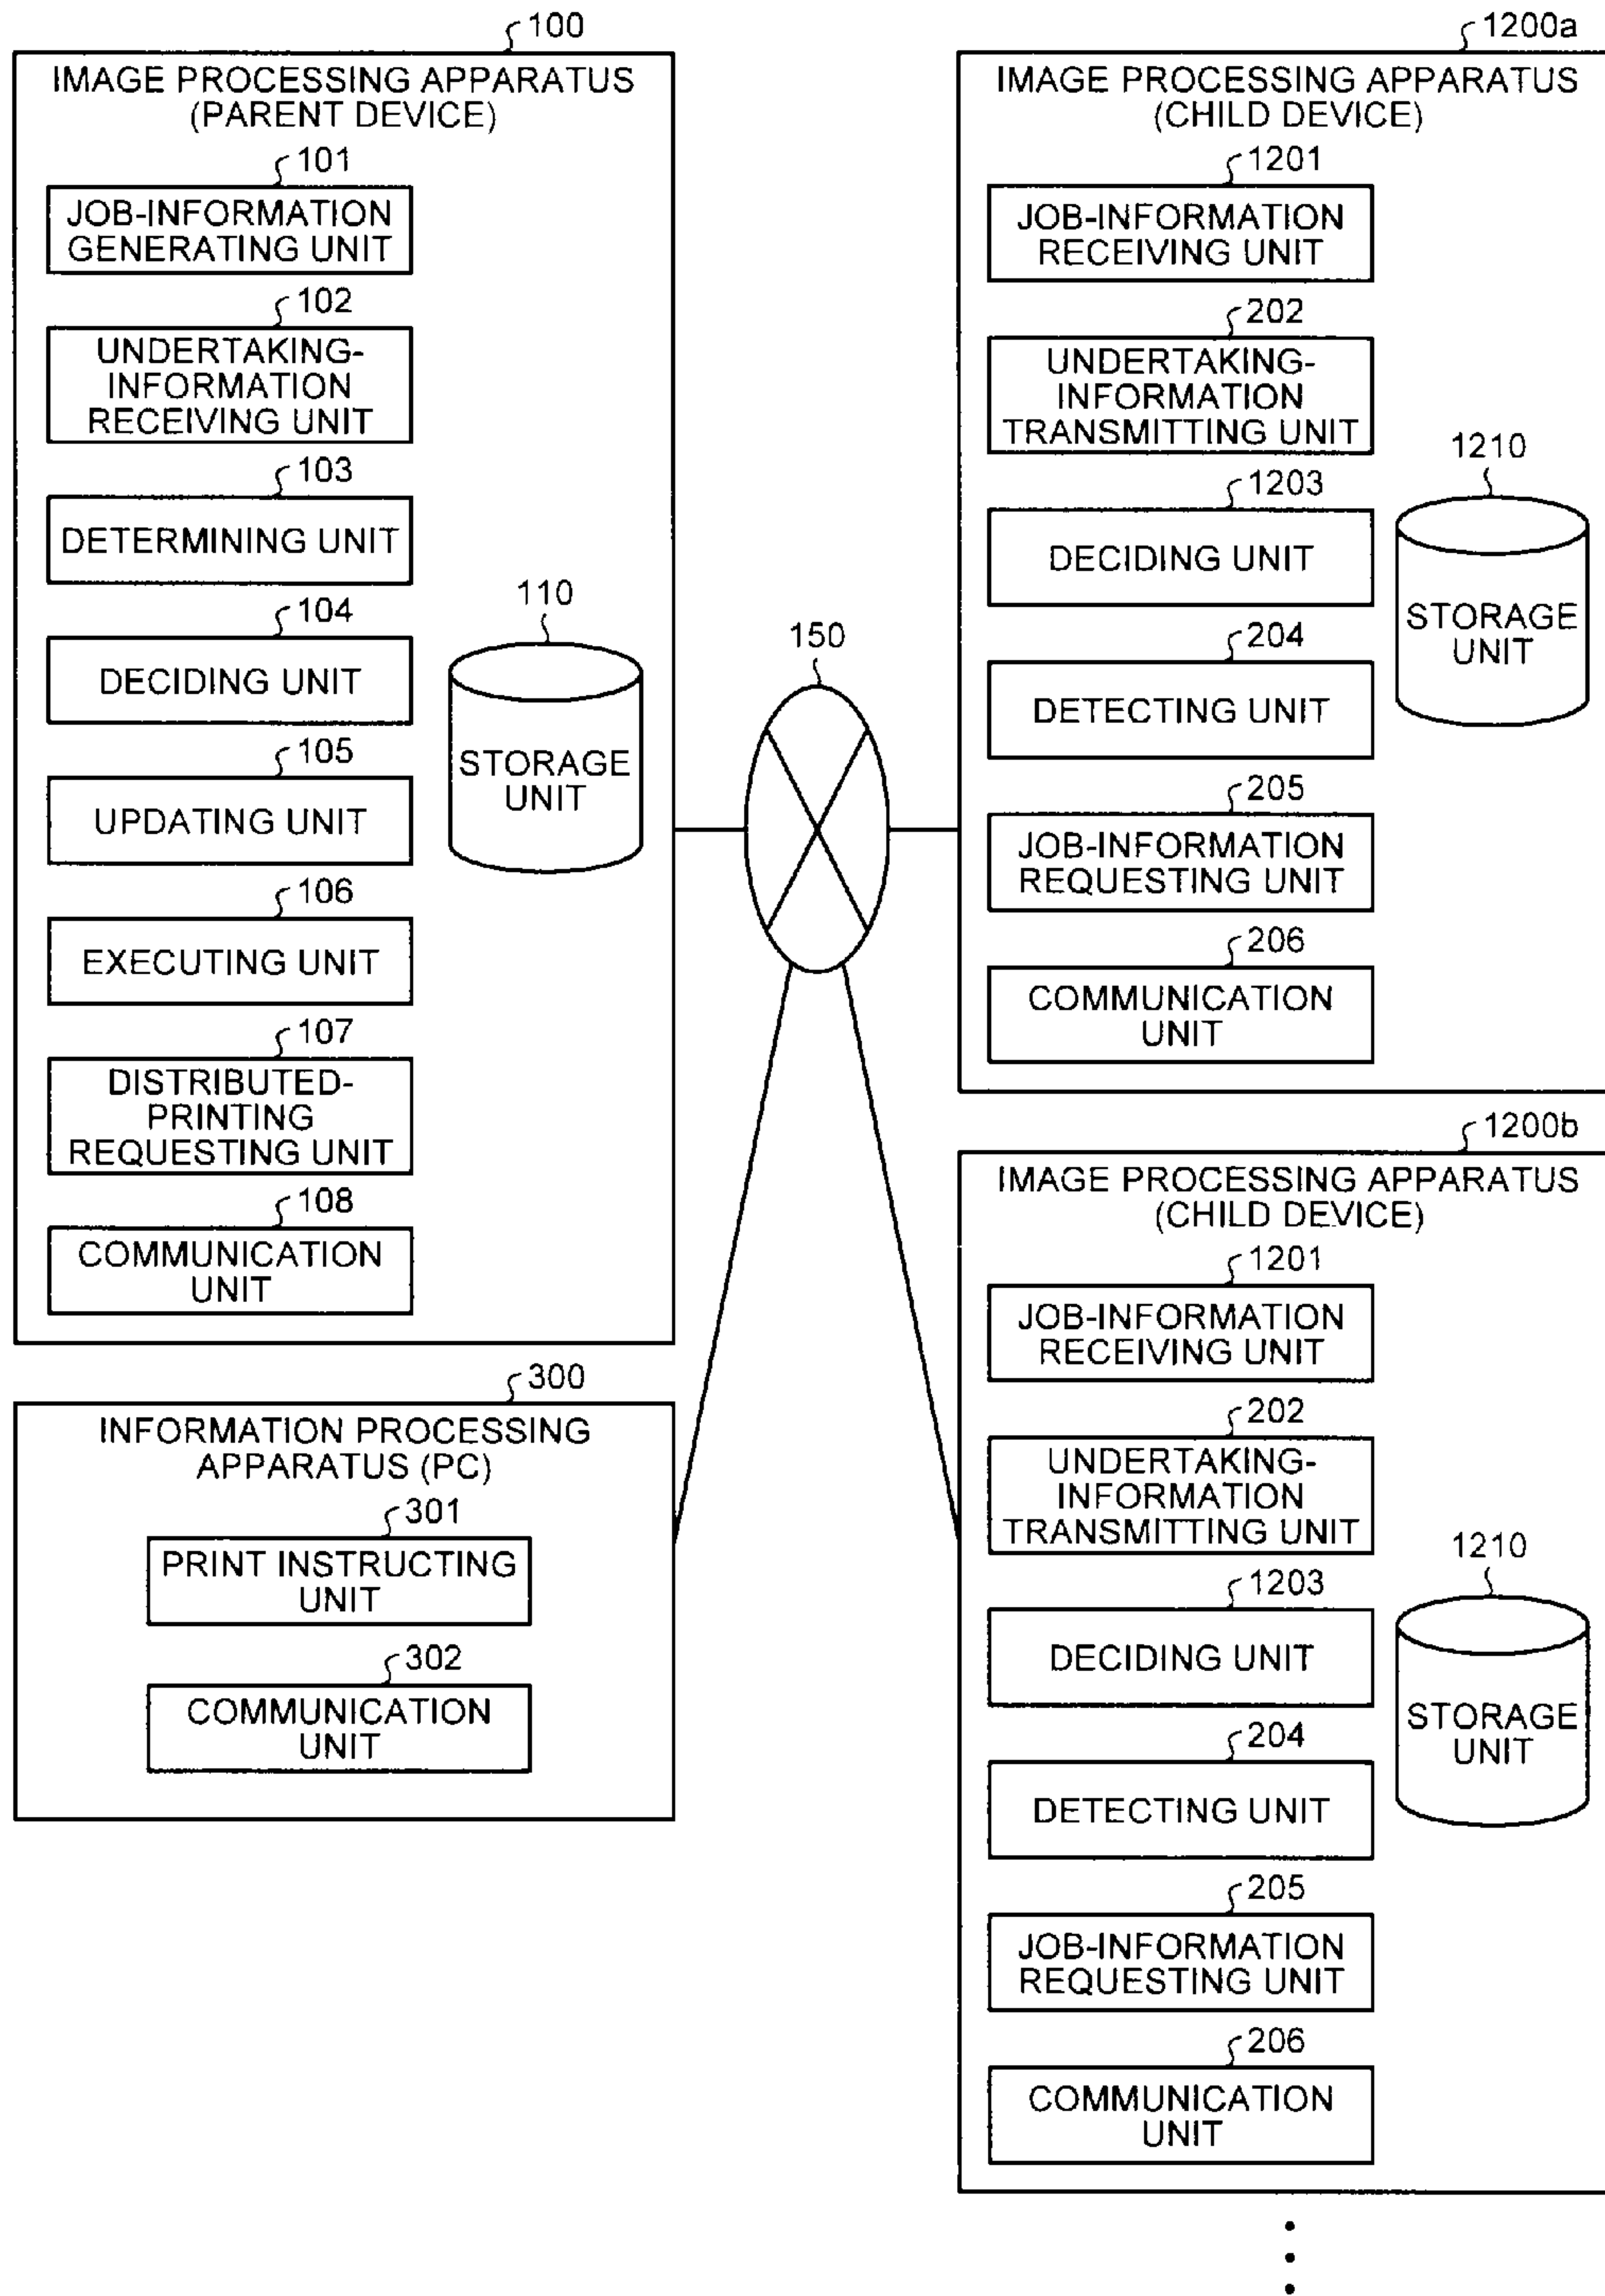 100
IMAGE PROCESSING APPARATUS
(PARENT DEVICE)
101
JOB-INFORMATION
GENERATING UNIT
102
UNDERTAKING-
INFORMATION
RECEIVING UNIT
103
DETERMINING UNIT
104
DECIDING UNIT
105
UPDATING UNIT
106
EXECUTING UNIT
107
DISTRIBUTED-
PRINTING
REQUESTING UNIT
108
COMMUNICATION
UNIT
110
STORAGE
UNIT
300
INFORMATION PROCESSING
APPARATUS (PC)
301
PRINT INSTRUCTING
UNIT
302
COMMUNICATION
UNIT
150
1200a
IMAGE PROCESSING APPARATUS
(CHILD DEVICE)
1201
JOB-INFORMATION
RECEIVING UNIT
202
UNDERTAKING-
INFORMATION
TRANSMITTING UNIT
1203
DECIDING UNIT
204
DETECTING UNIT
205
JOB-INFORMATION
REQUESTING UNIT
206
COMMUNICATION
UNIT
1210
STORAGE
UNIT
1200b
IMAGE PROCESSING APPARATUS
(CHILD DEVICE)
1201
JOB-INFORMATION
RECEIVING UNIT
202
UNDERTAKING-
INFORMATION
TRANSMITTING UNIT
1203
DECIDING UNIT
204
DETECTING UNIT
205
JOB-INFORMATION
REQUESTING UNIT
206
COMMUNICATION
UNIT
1210
STORAGE
UNIT